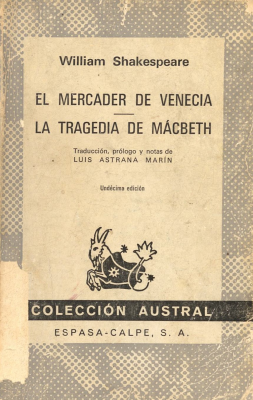 William Shakespeare
EL MERCADER DE VENECIA
LA TRAGEDIA DE MÁCBETH
Traducción, prólogo y notas de
LUIS ASTRANA MARÍN
Undécima edición
COLECCIÓN AUSTRAL
ESPASA-CALPE, S. A.